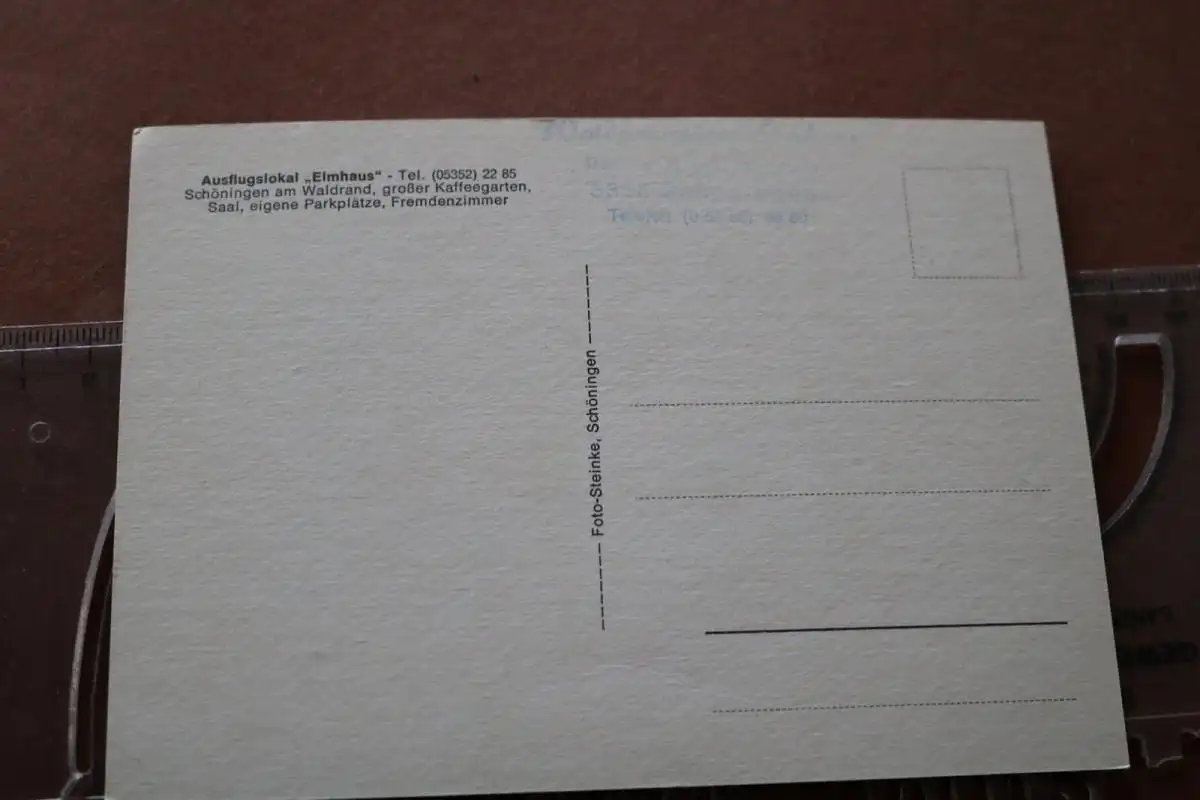 Ausflugslokal „Elmhaus“ - Tel. (05352) 22 85
Schöningen am Waldrand, großer Kaffeegarten,
Saal, eigene Parkplätze, Fremdenzimmer
Foto-Steinke, Schöningen